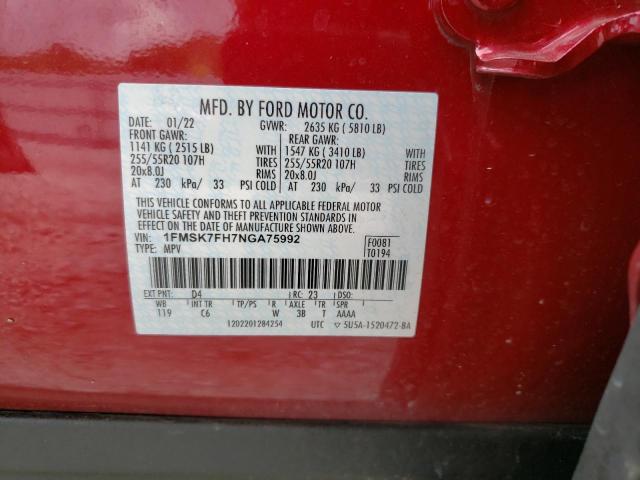 MFD. BY FORD MOTOR CO.
DATE: 01/22 GVWR: 2635 KG ( 5810 LB)
FRONT GAWR: REAR GAWR:
1141 KG ( 2515 LB) WITH 1547 KG ( 3410 LB) WITH
255/55R20 107H TIRES 255/55R20 107H TIRES
20x8.0J RIMS 20x8.0J RIMS
AT 230 kPa/ 33 PSI COLD AT 230 kPa/ 33 PSI COLD
THIS VEHICLE CONFORMS TO ALL APPLICABLE FEDERAL MOTOR
VEHICLE SAFETY AND THEFT PREVENTION STANDARDS IN
EFFECT ON THE DATE OF MANUFACTURE SHOWN ABOVE.
VIN: 1FMSK7FH7NGA75992 F0081
TYPE: MPV T0194
EXT PNT: D4 RC: 23 DSO:
WB INT TR TP/PS R AXLE TR SPR
119 C6 W 3B T AAAA
1202201284254 UTC ▽ 5U5A-1520472-BA